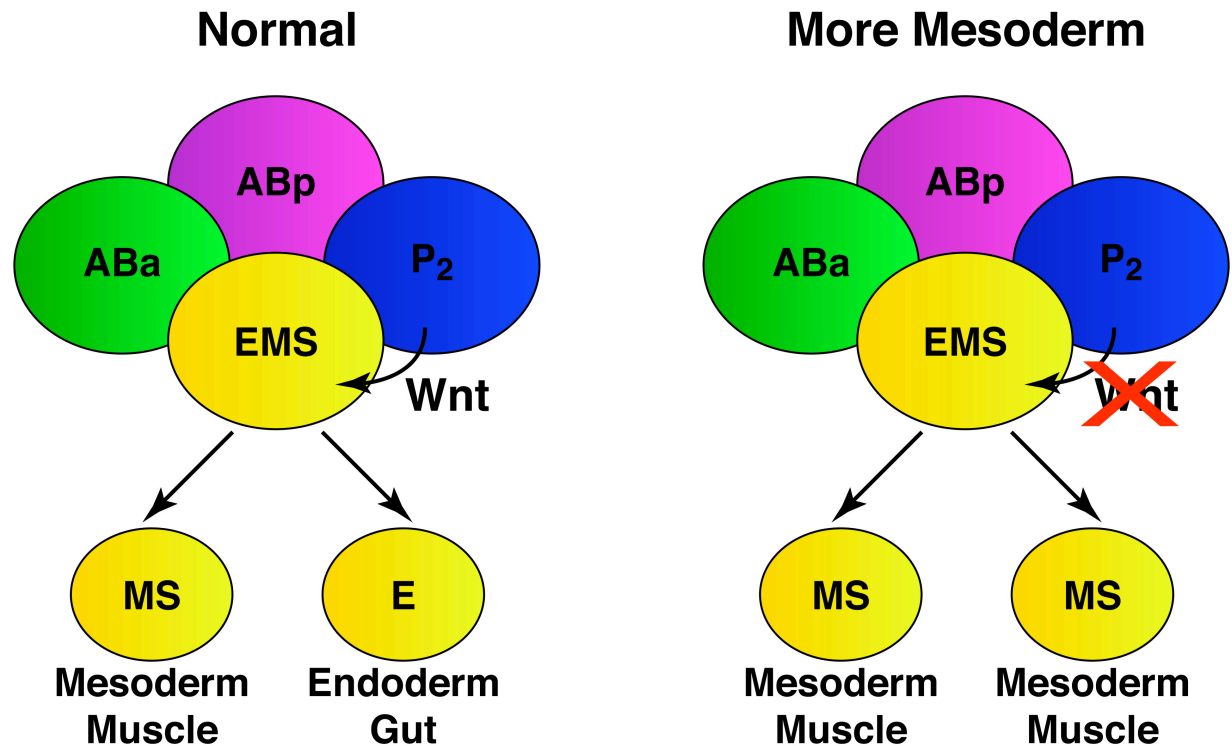 Normal
ABp
ABa
P₂
EMS
Wnt
MS
E
Mesoderm
Muscle
Endoderm
Gut
More Mesoderm
ABp
ABa
P₂
EMS
Wnt
MS
MS
Mesoderm
Muscle
Mesoderm
Muscle